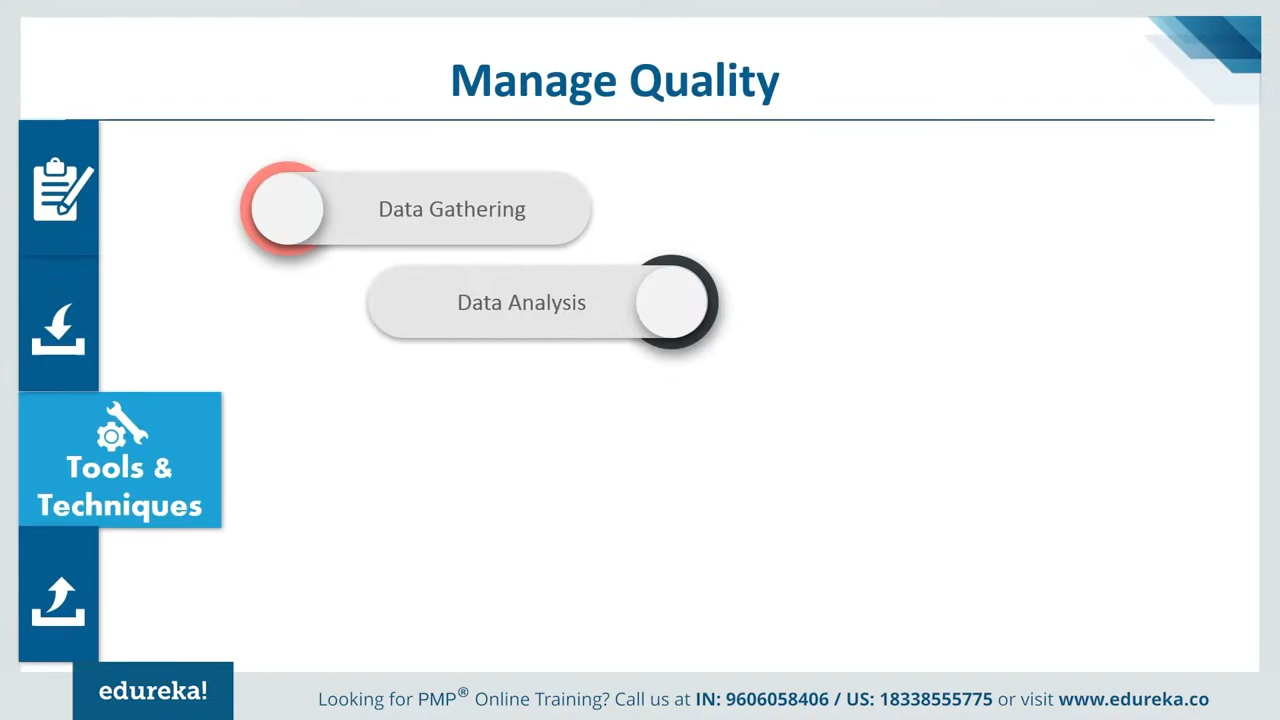 Manage Quality
Data Gathering
Data Analysis
Tools &
Techniques
edureka!
Looking for PMP® Online Training? Call us at IN: 9606058406 / US: 18338555775 or visit www.edureka.co